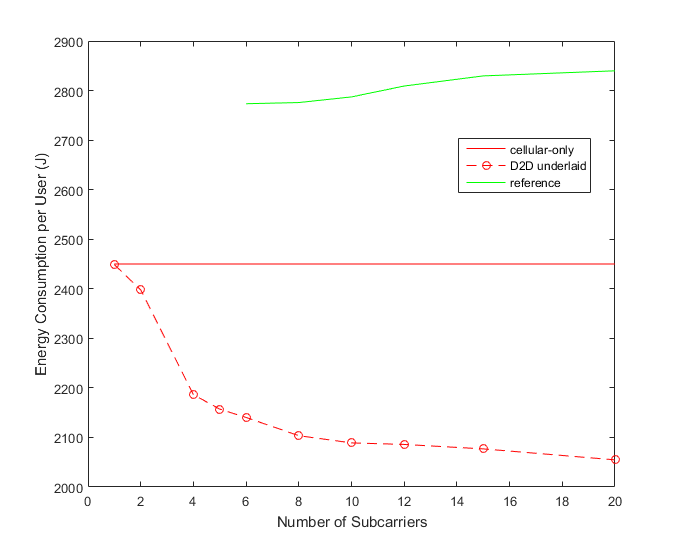 2900
2800
2700
2600
2500
2400
2300
2200
2100
2000
Energy Consumption per User (J)
cellular-only
D2D underlaid
reference
0 2 4 6 8 10 12 14 16 18 20
Number of Subcarriers